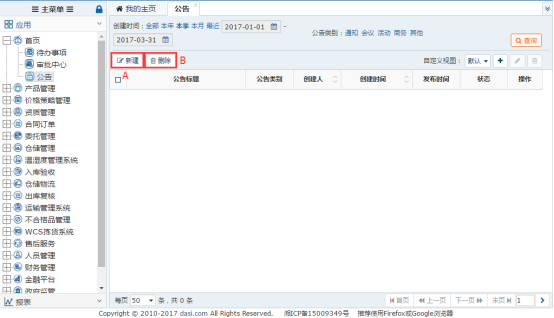 三 主菜单 三
我的主页 公告 ×
应用
创建时间：全部 本年 本季 本月 最近 2017-01-01 -
2017-03-31
公告类别：通知 会议 活动 商务 其他
查询
首页
待办事项
审批中心
公告
产品管理
价格策略管理
资质管理
合同订单
委托管理
仓储管理
温湿度管理系统
入库验收
仓储物流
出库复核
运输管理系统
不合格品管理
WCS拣货系统
售后服务
人员管理
财务管理
金融平台
政府监管
报表
新建 删除 B
自定义视图： 默认
A
公告标题 公告类别 创建人 创建时间 发布时间 状态 操作
每页 50 条，共 0 条
首页 上一页 下一页 末页 1
Copyright © 2010-2017 dasi.com All Rights Reserved. 湘ICP备15009349号 推荐使用Firefox或Google浏览器